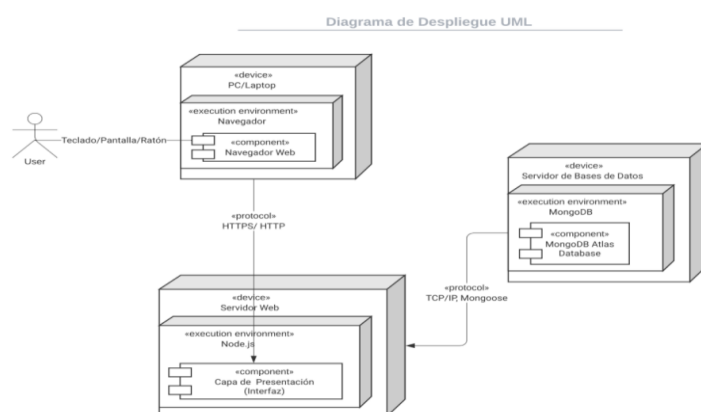 Diagrama de Despliegue UML
«device»
PC/Laptop
«execution environment»
Navegador
«component»
Navegador Web
Teclado/Pantalla/Ratón
User
«device»
Servidor de Bases de Datos
«execution environment»
MongoDB
«component»
MongoDB Atlas
Database
«protocol»
HTTPS/ HTTP
«protocol»
TCP/IP, Mongoose
«device»
Servidor Web
«execution environment»
Node.js
«component»
Capa de Presentación
(Interfaz)